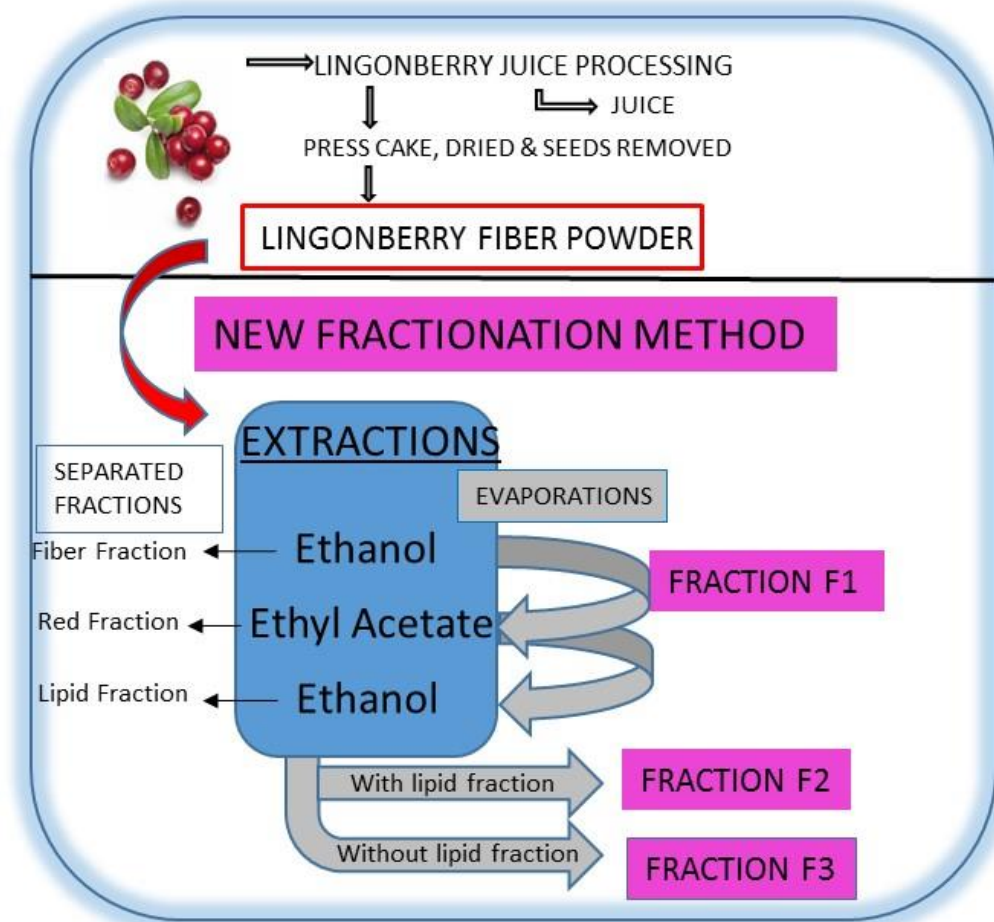 LINGONBERRY JUICE PROCESSING
JUICE
PRESS CAKE, DRIED & SEEDS REMOVED
LINGONBERRY FIBER POWDER
NEW FRACTIONATION METHOD
EXTRACTIONS
SEPARATED
FRACTIONS
EVAPORATIONS
Fiber Fraction
Ethanol
FRACTION F1
Red Fraction
Ethyl Acetate
Lipid Fraction
Ethanol
With lipid fraction
FRACTION F2
Without lipid fraction
FRACTION F3